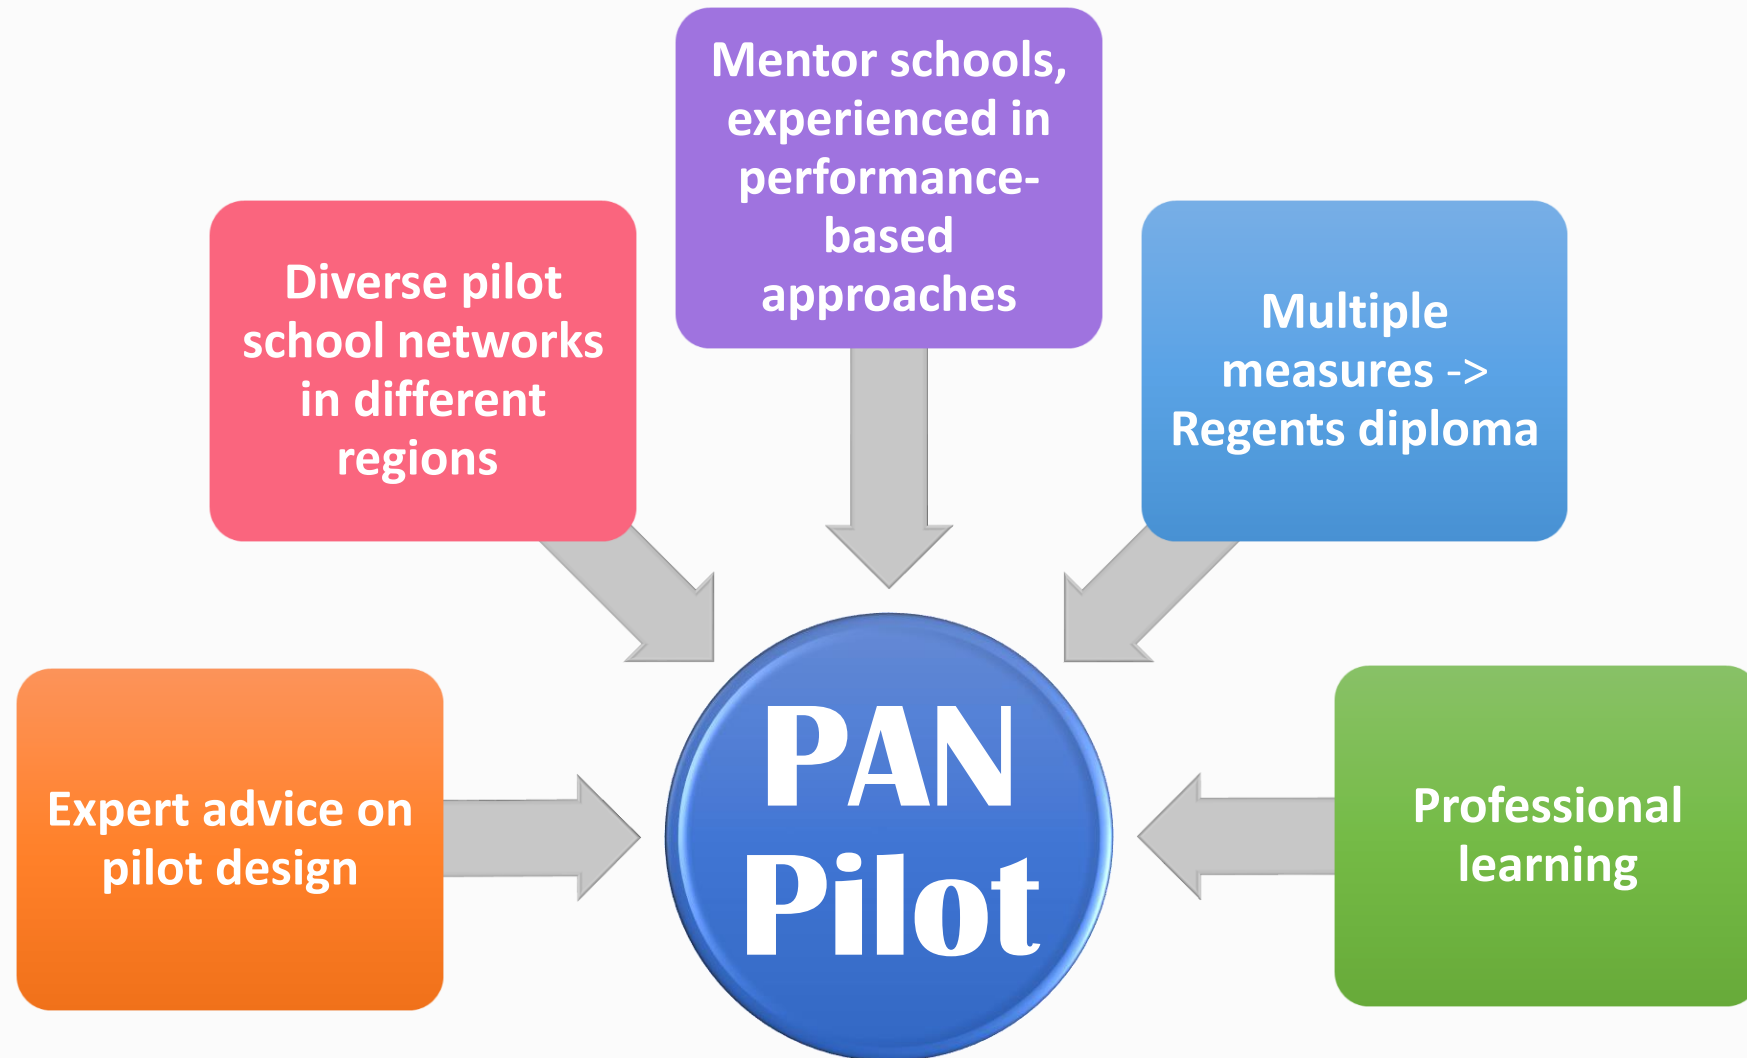 Mentor schools,
experienced in
performance-
based
approaches
Diverse pilot
school networks
in different
regions
Multiple
measures ->
Regents diploma
Expert advice on
pilot design
PAN
Pilot
Professional
learning